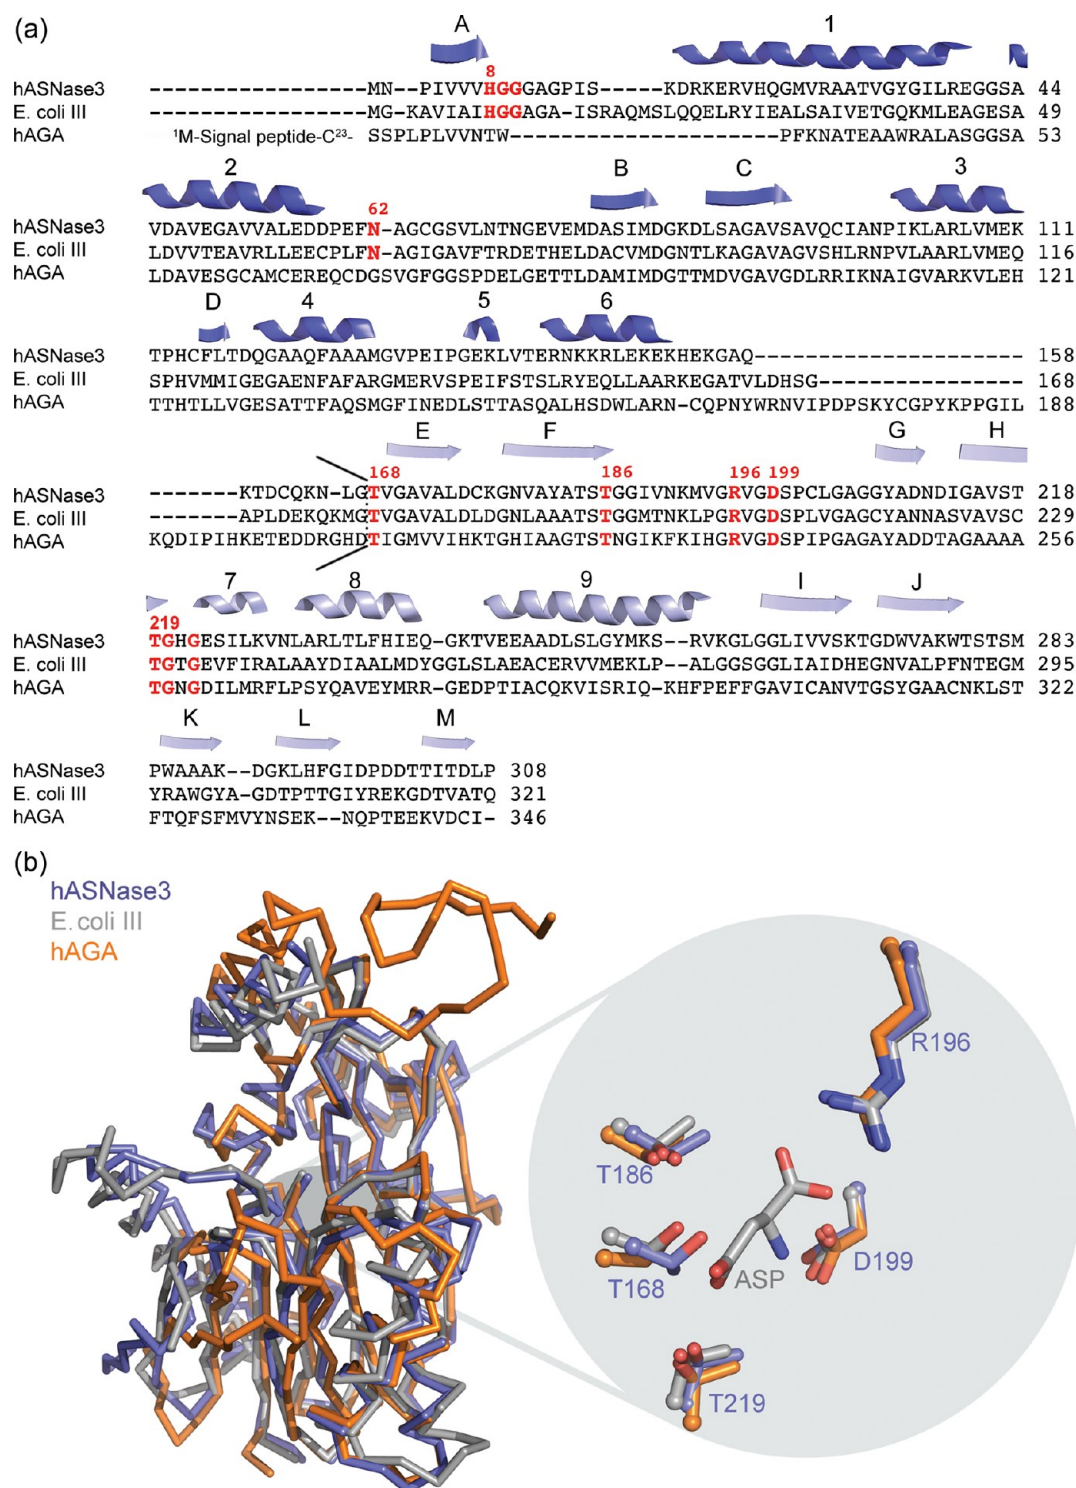 (a)
A 1
8
hASNase3 ----------------------MN--PIVVVHGGGAGPIS-----KDRKERVHQGMVRAATVGYGILREGGSA 44
E. coli III ----------------------MG-KAVIAIHGGAGA-ISRAQMSLQQELRYIEALSAIVETGQKMLEAGESA 49
hAGA ¹M-Signal peptide-C²³- SSPLPLVVNTW----------------PFKNATEAAWRALASGGSA 53
2 B C 3
62
hASNase3 VDAVEGAVVALEDDPEFN-AGCGSVLNTNGEVEMDASIMDGKDLSAGAVSAVQCIANPIKLARLVMEK 111
E. coli III LDVVTEAVRLLEECPLFN-AGIGAVFTRDETHELDACVMDGNTLKAGAVAGVSHLRNPVLAARLVMEQ 116
hAGA LDAVESGCAMCEREQCDGSVGFGGSPDELGETTLDAMIMDGTTMDVGAVGDLRRIKNAIGVARKVLEH 121
D 4 5 6
hASNase3 TPHCFLTDQGAAQFAAAMGVPEIPGEKLVTERNKKRLEKEKHEKGAQ---------------- 158
E. coli III SPHVMMIGEGAENFAFARGMERVSPEIFSTSLRYEQLLAARKEGATVLDHSG----------- 168
hAGA TTHTLLVGESATTFAQSMGFINEDLSTTASQALHSDWLARN-CQPNYWRNVIPDPSKYCGPYKPPGIL 188
E F G H
168 186 196 199
hASNase3 -------KTDCQKN-LGTVGAVALDCKGNVAYATSTGGIVNKMVGRVGDSPCLGAGGYADNDIGAVST 218
E. coli III -------APLDEKQKMGTVGAVALDLDGNLAAATSTGGMTNKLPGRVGDSPLVGAGCYANNASVAVSC 229
hAGA KQDIPIHKETEDDRGHDTIGMVVIHKTGHIAAGTSTNGIKFKIHGRVGDSPIPGAGAYADDTAGAAAA 256
7 8 9 I J
219
hASNase3 TGHGESILKVNLARLTLFHIEQ-GKTVEEAADLSLGYMKS--RVKGLGGLIVVSKTGDWVAKWTSTSM 283
E. coli III TGTGEVFIRALAAYDIAALMDYGGLSLAEACERVVMEKLP--ALGGSGGLIAIDHEGNVALPFNTEGM 295
hAGA TGNGDILMRFLPSYQAVEYMRR-GEDPTIACQKVISRIQ-KHFPEFFGAVICANVTGSYGAACNKLST 322
K L M
hASNase3 PWAAAK--DGKLHFGIDPDDTTITDLP 308
E. coli III YRAWGYA-GDTPTTGIYREKGDTVATQ 321
hAGA FTQFSFMVYNSEK--NQPTEEKVDCI- 346
(b)
hASNase3
E. coli III
hAGA
R196
T186
D199
ASP
T168
T219